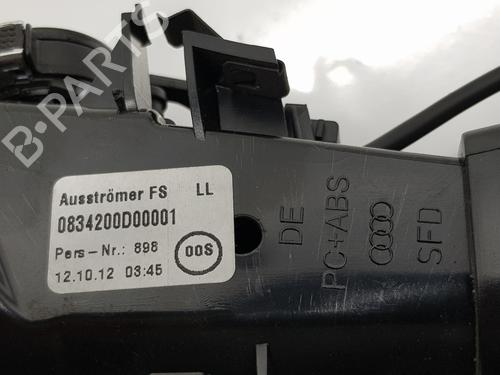 B-PARTS
Ausströmer FS LL
0834200D00001
Pers-Nr.: 898
12.10.12 03:45
00S
DE
PC+ABS
SFD